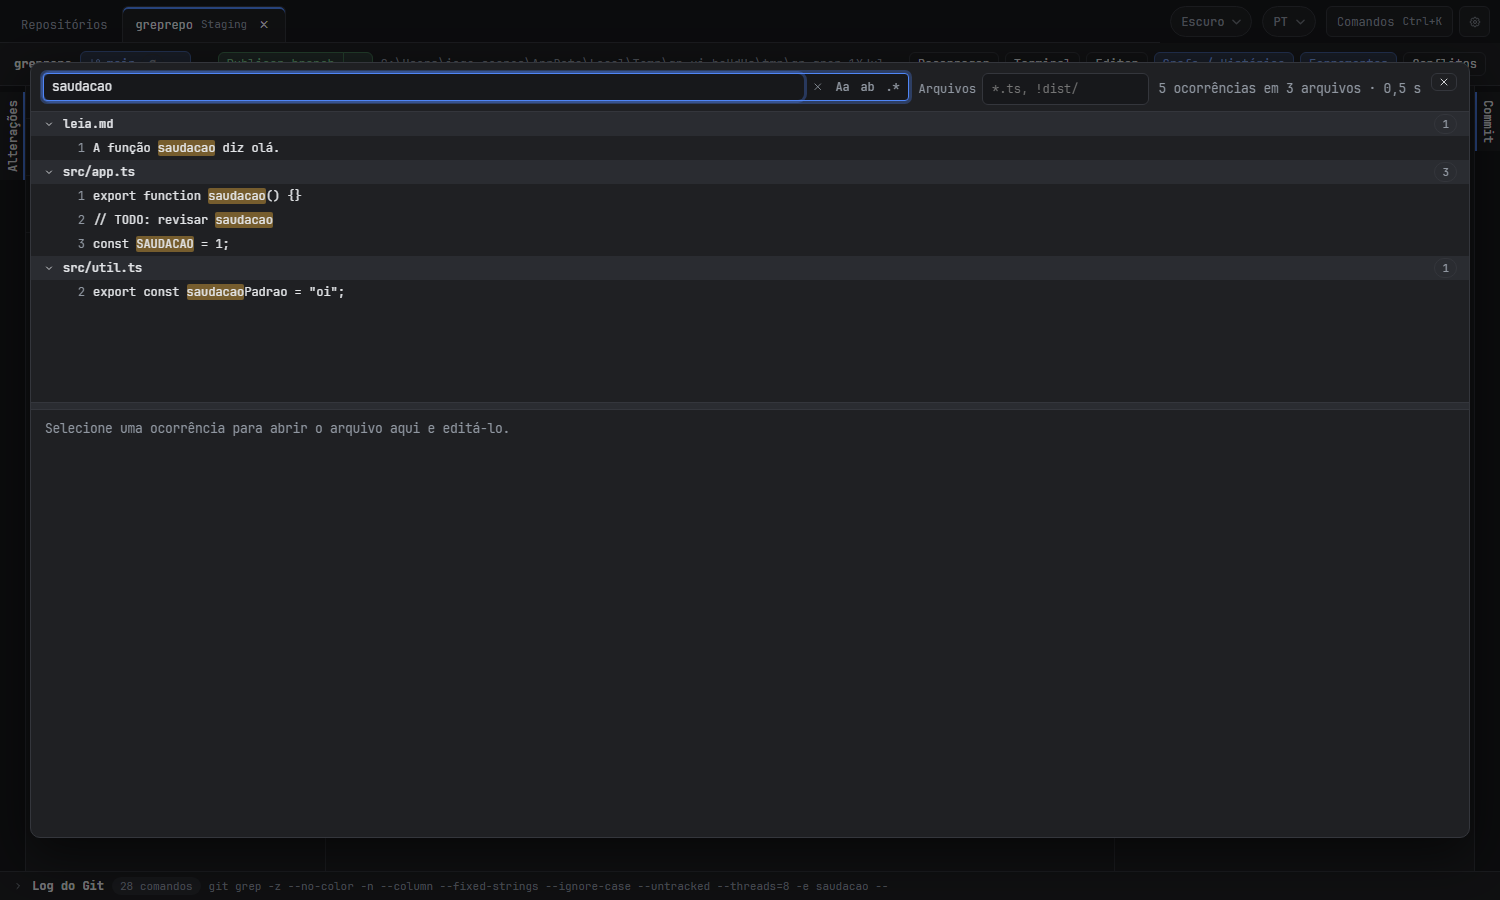 Repositórios greprepo Staging × Escuro PT Comandos Ctrl+K
saudacao × Aa ab .* Arquivos *.ts, !dist/ 5 ocorrências em 3 arquivos · 0,5 s ×
Alterações
Commit
leia.md 1
1 A função saudacao diz olá.
src/app.ts 3
1 export function saudacao() {}
2 // TODO: revisar saudacao
3 const SAUDACAO = 1;
src/util.ts 1
2 export const saudacaoPadrao = "oi";
Selecione uma ocorrência para abrir o arquivo aqui e editá-lo.
Log do Git 28 comandos git grep -z --no-color -n --column --fixed-strings --ignore-case --untracked --threads=8 -e saudacao --